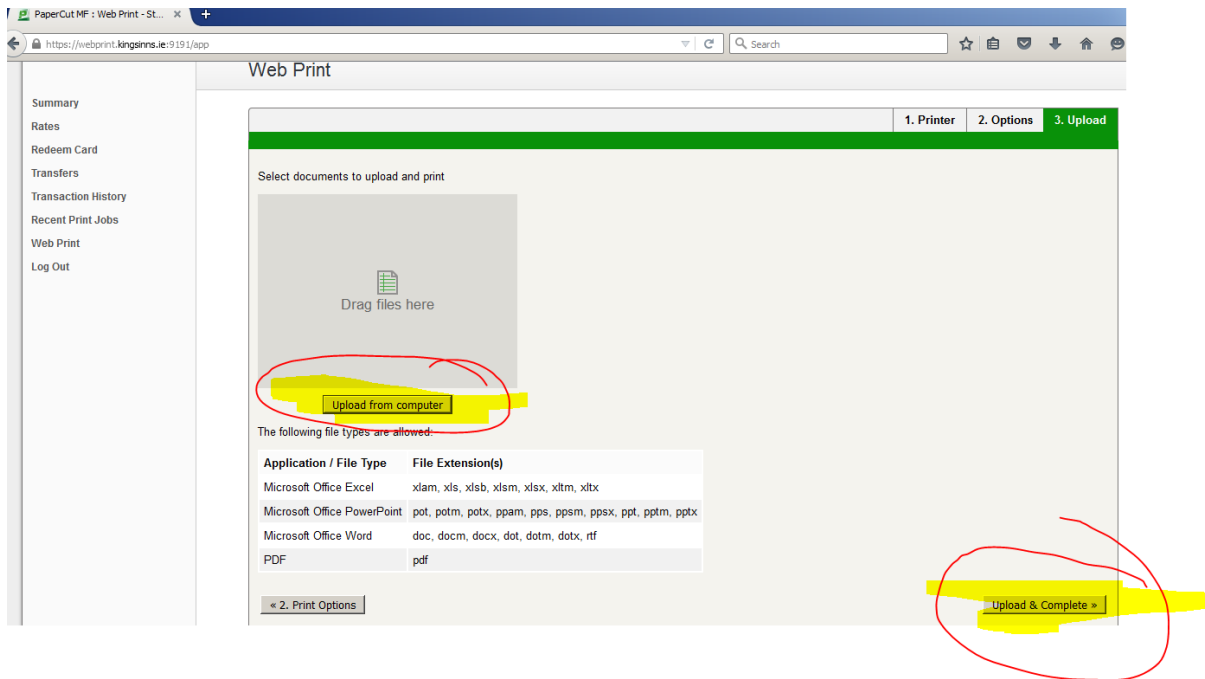 PaperCut MF : Web Print - St...
https://webprint.kingsinns.ie:9191/app
Search
Web Print
Summary
Rates
Redeem Card
Transfers
Transaction History
Recent Print Jobs
Web Print
Log Out
1. Printer 2. Options 3. Upload
Select documents to upload and print
Drag files here
Upload from computer
The following file types are allowed:
Application / File Type File Extension(s)
Microsoft Office Excel xlam, xls, xlsb, xlsm, xlsx, xltm, xltx
Microsoft Office PowerPoint pot, potm, potx, ppam, pps, ppsm, ppsx, ppt, pptm, pptx
Microsoft Office Word doc, docm, docx, dot, dotm, dotx, rtf
PDF pdf
« 2. Print Options
Upload & Complete »